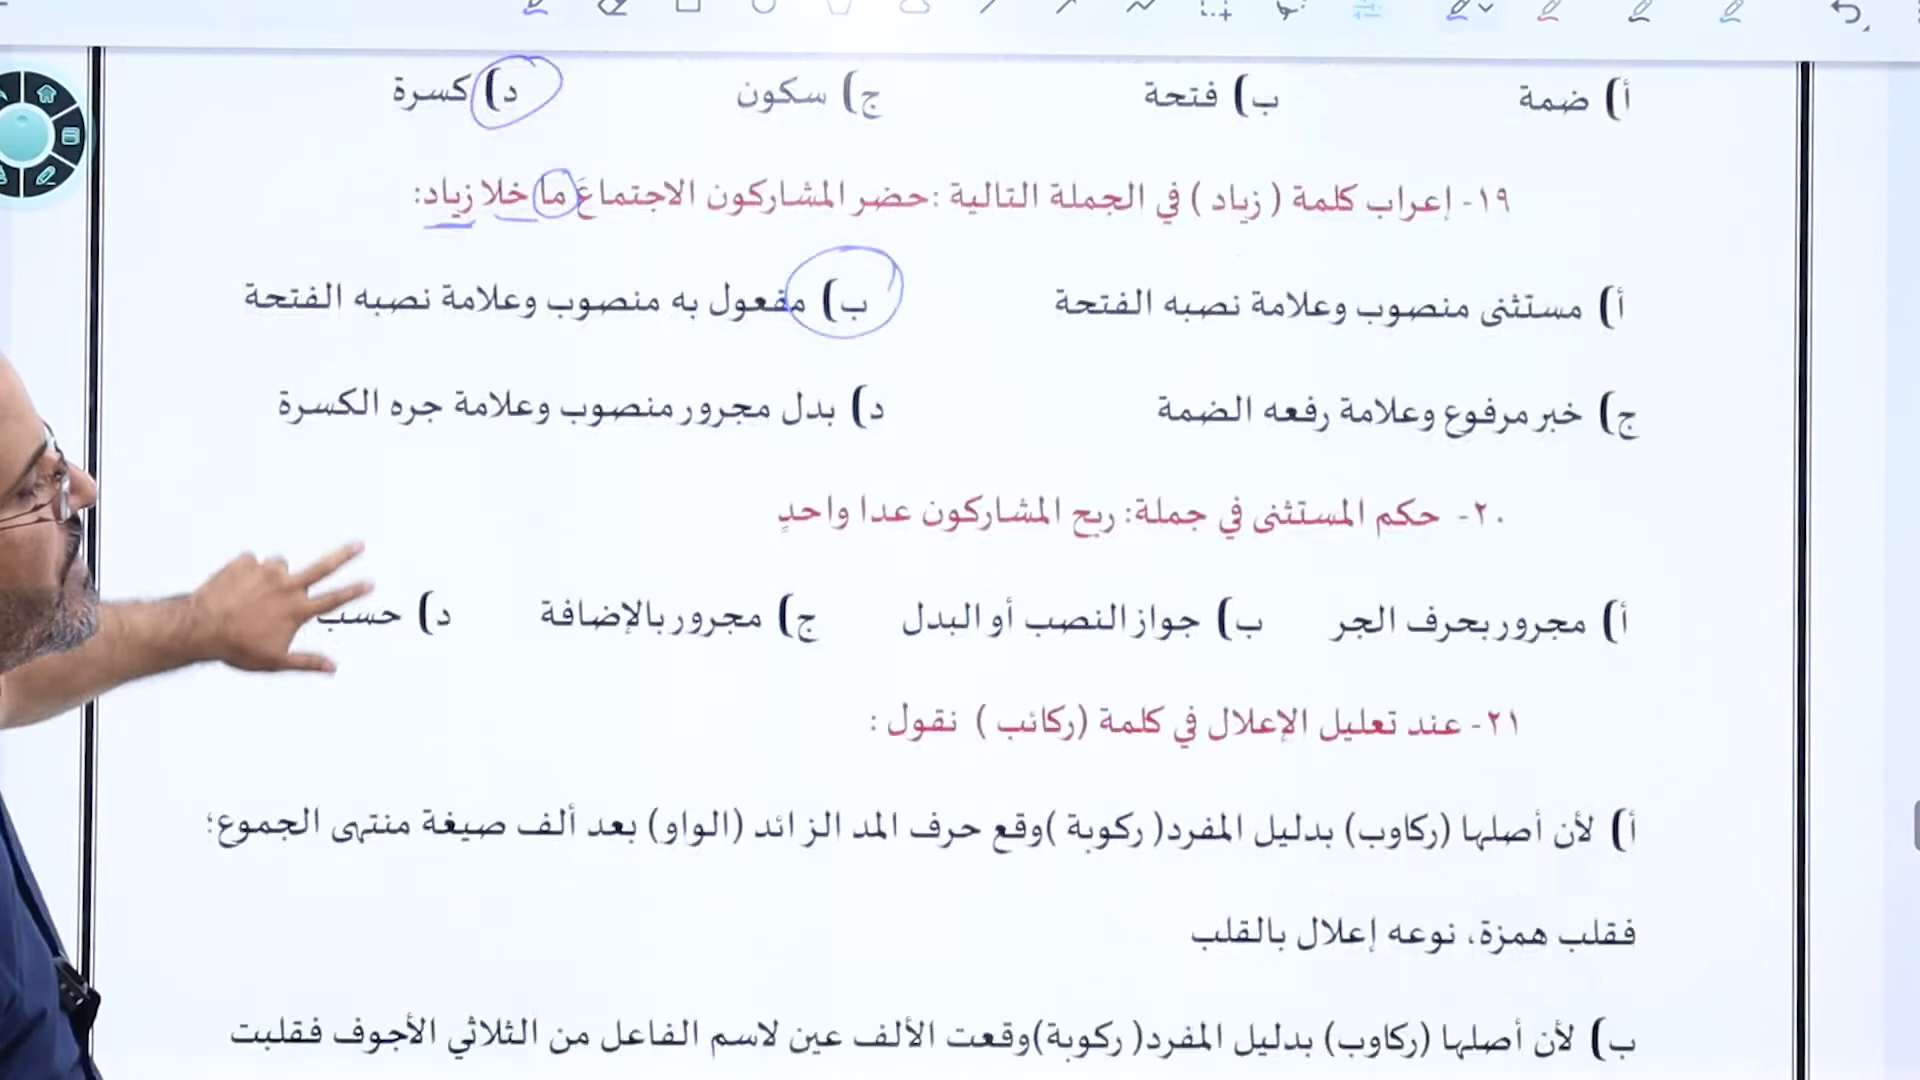 أ) ضمة ب) فتحة ج) سكون د) كسرة
١٩- إعراب كلمة ( زياد ) في الجملة التالية :حضر المشاركون الاجتماعَ ما خلا زياد:
أ) مستثنى منصوب وعلامة نصبه الفتحة ب) مفعول به منصوب وعلامة نصبه الفتحة
ج) خبر مرفوع وعلامة رفعه الضمة د) بدل مجرور منصوب وعلامة جره الكسرة
٢٠- حكم المستثنى في جملة: ربح المشاركون عدا واحدٍ
أ) مجرور بحرف الجر ب) جواز النصب أو البدل ج) مجرور بالإضافة د) حسب
٢١- عند تعليل الإعلال في كلمة (ركائب ) نقول :
أ) لأن أصلها (ركاوب) بدليل المفرد( ركوبة )وقع حرف المد الزائد (الواو) بعد ألف صيغة منتهى الجموع؛
فقلب همزة، نوعه إعلال بالقلب
ب) لأن أصلها (ركاوب) بدليل المفرد( ركوبة)وقعت الألف عين لاسم الفاعل من الثلاثي الأجوف فقلبت